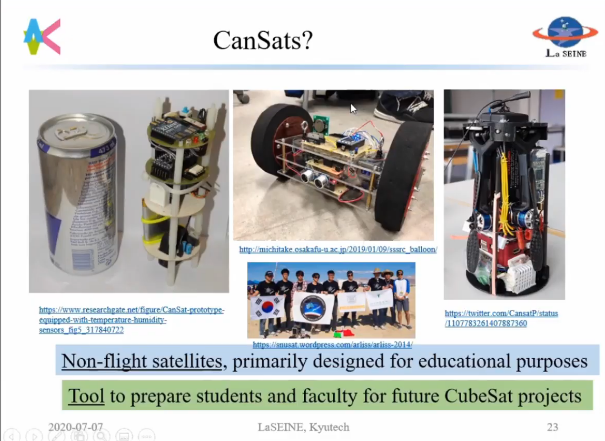 CanSats?
La SEINE
http://michitake.osakafu-u.ac.jp/2019/01/09/sssrc_balloon/
https://www.researchgate.net/figure/CanSat-prototype-
equipped-with-temperature-humidity-
sensors_fig5_317840722
https://snusat.wordpress.com/arliss/arliss-2014/
https://twitter.com/CansatP/status
/1107783261407887360
Non-flight satellites, primarily designed for educational purposes
Tool to prepare students and faculty for future CubeSat projects
2020-07-07
LaSEINE, Kyutech
23